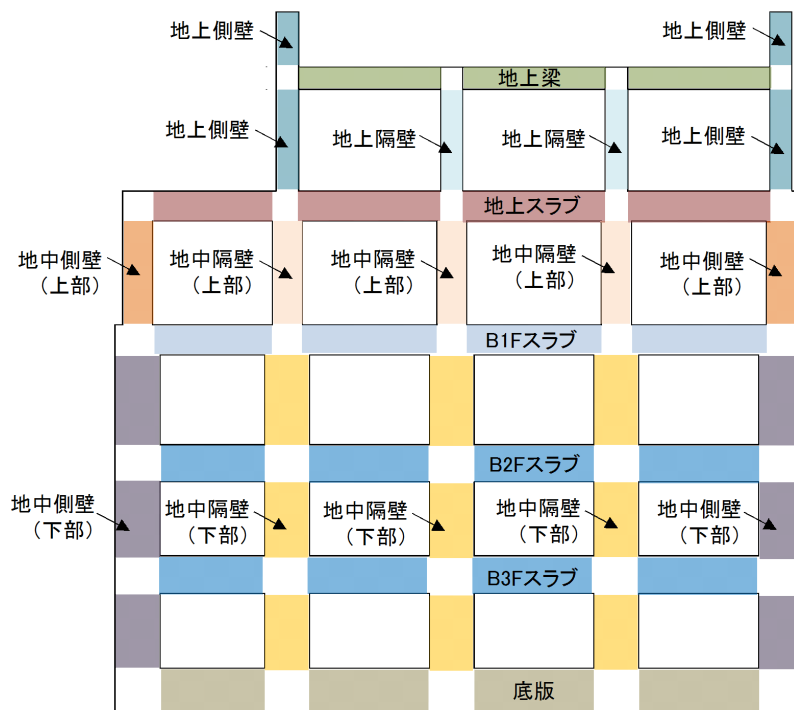 地上側壁
地上側壁
地上梁
地上側壁
地上隔壁
地上隔壁
地上側壁
地上スラブ
地中側壁
（上部）
地中隔壁
（上部）
地中隔壁
（上部）
地中隔壁
（上部）
地中側壁
（上部）
B1Fスラブ
B2Fスラブ
地中側壁
（下部）
地中隔壁
（下部）
地中隔壁
（下部）
地中隔壁
（下部）
地中側壁
（下部）
B3Fスラブ
底版